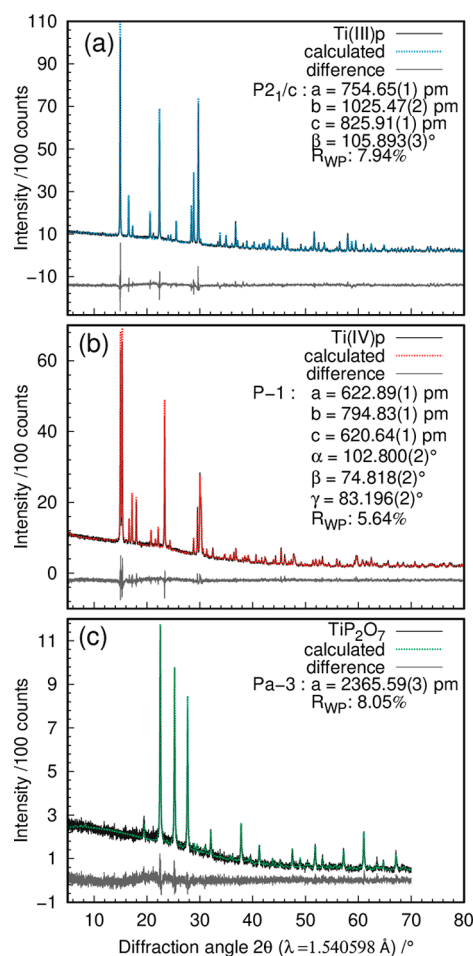 (a)
Ti(III)p
calculated
difference
P2₁/c : a = 754.65(1) pm
b = 1025.47(2) pm
c = 825.91(1) pm
β = 105.893(3)°
R_WP: 7.94%
Intensity /100 counts
110
90
70
50
30
10
−10
(b)
Ti(IV)p
calculated
difference
P−1 : a = 622.89(1) pm
b = 794.83(1) pm
c = 620.64(1) pm
α = 102.800(2)°
β = 74.818(2)°
γ = 83.196(2)°
R_WP: 5.64%
Intensity /100 counts
60
40
20
0
(c)
TiP₂O₇
calculated
difference
Pa−3 : a = 2365.59(3) pm
R_WP: 8.05%
Intensity /100 counts
11
9
7
5
3
1
−1
10 20 30 40 50 60 70 80
Diffraction angle 2θ (λ =1.540598 Å) /°